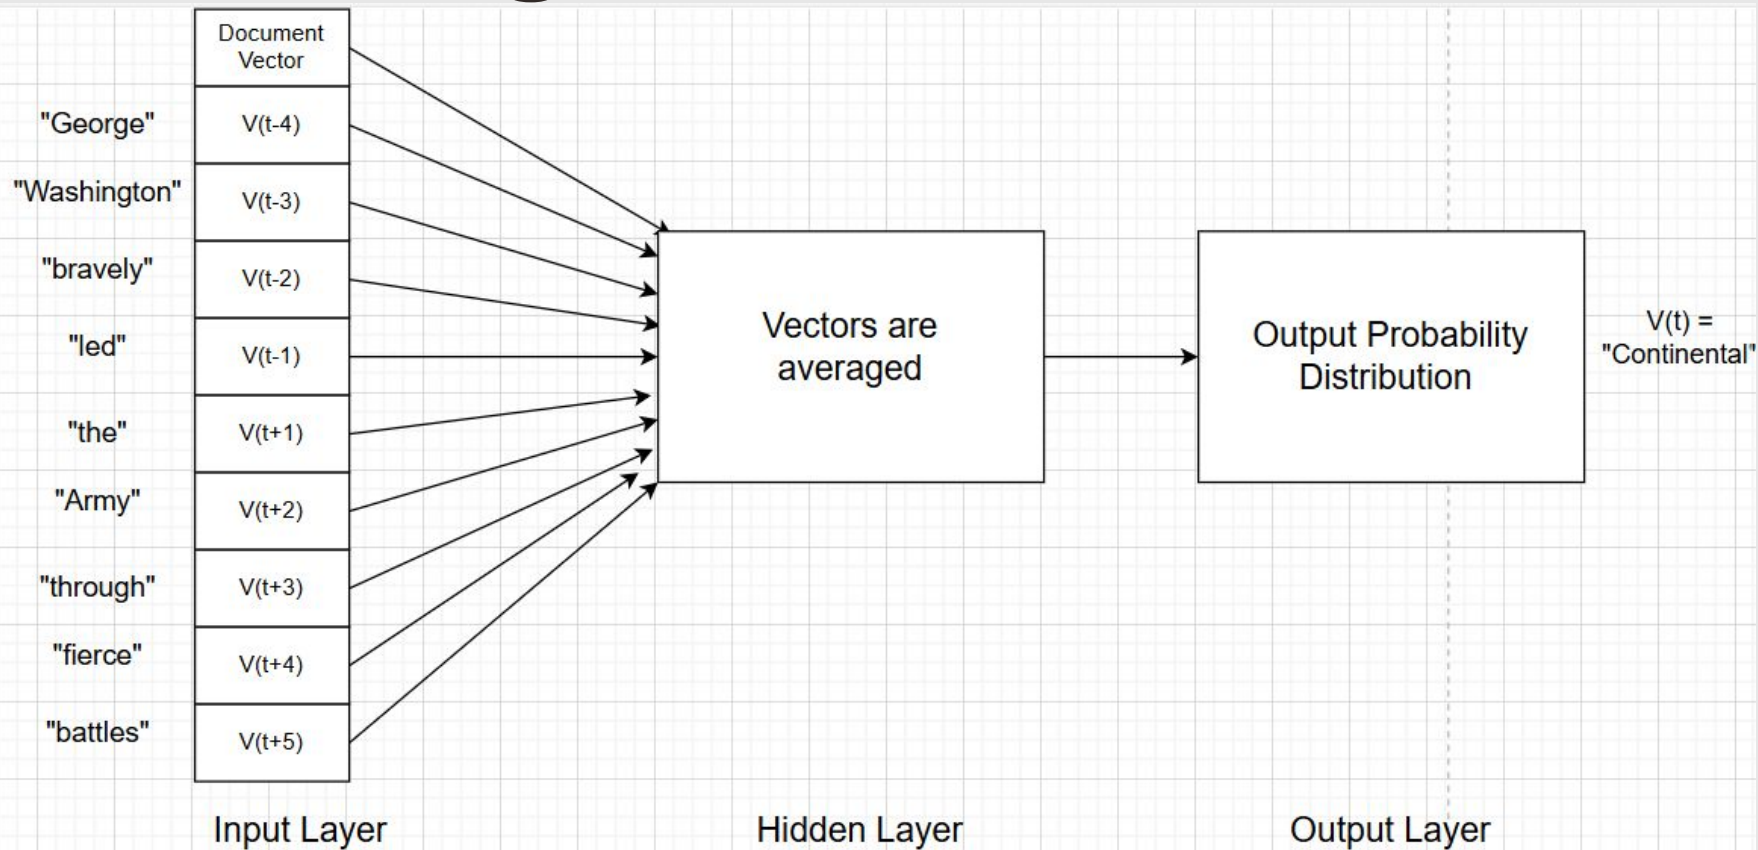 Document
Vector
"George"
V(t-4)
"Washington"
V(t-3)
"bravely"
V(t-2)
"led"
V(t-1)
"the"
V(t+1)
"Army"
V(t+2)
"through"
V(t+3)
"fierce"
V(t+4)
"battles"
V(t+5)
Input Layer
Vectors are
averaged
Hidden Layer
Output Probability
Distribution
Output Layer
V(t) =
"Continental"